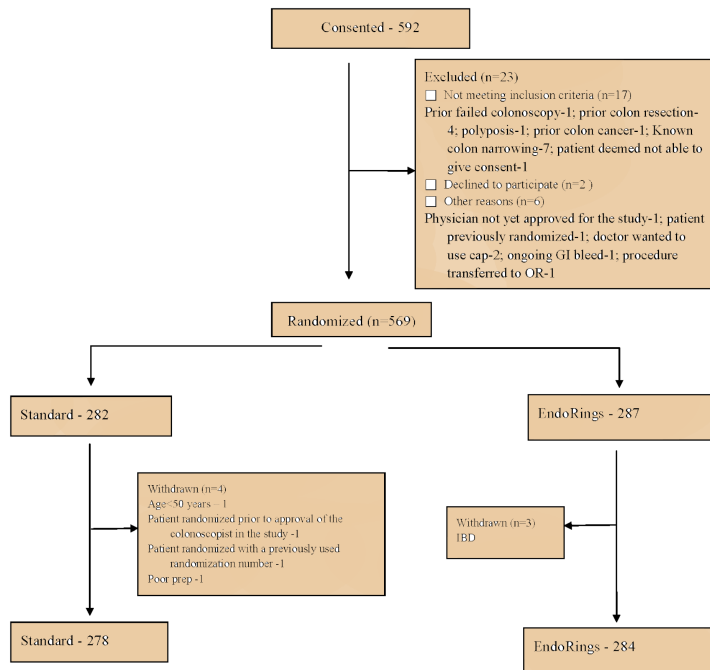 Consented - 592
Excluded (n=23)
☐ Not meeting inclusion criteria (n=17)
Prior failed colonoscopy-1; prior colon resection-
4; polyposis-1; prior colon cancer-1; Known
colon narrowing-7; patient deemed not able to
give consent-1
☐ Declined to participate (n=2 )
☐ Other reasons (n=6)
Physician not yet approved for the study-1; patient
previously randomized-1; doctor wanted to
use cap-2; ongoing GI bleed-1; procedure
transferred to OR-1
Randomized (n=569)
Standard - 282
EndoRings - 287
Withdrawn (n=4)
Age<50 years – 1
Patient randomized prior to approval of the
colonoscopist in the study -1
Patient randomized with a previously used
randomization number -1
Poor prep -1
Withdrawn (n=3)
IBD
Standard - 278
EndoRings - 284